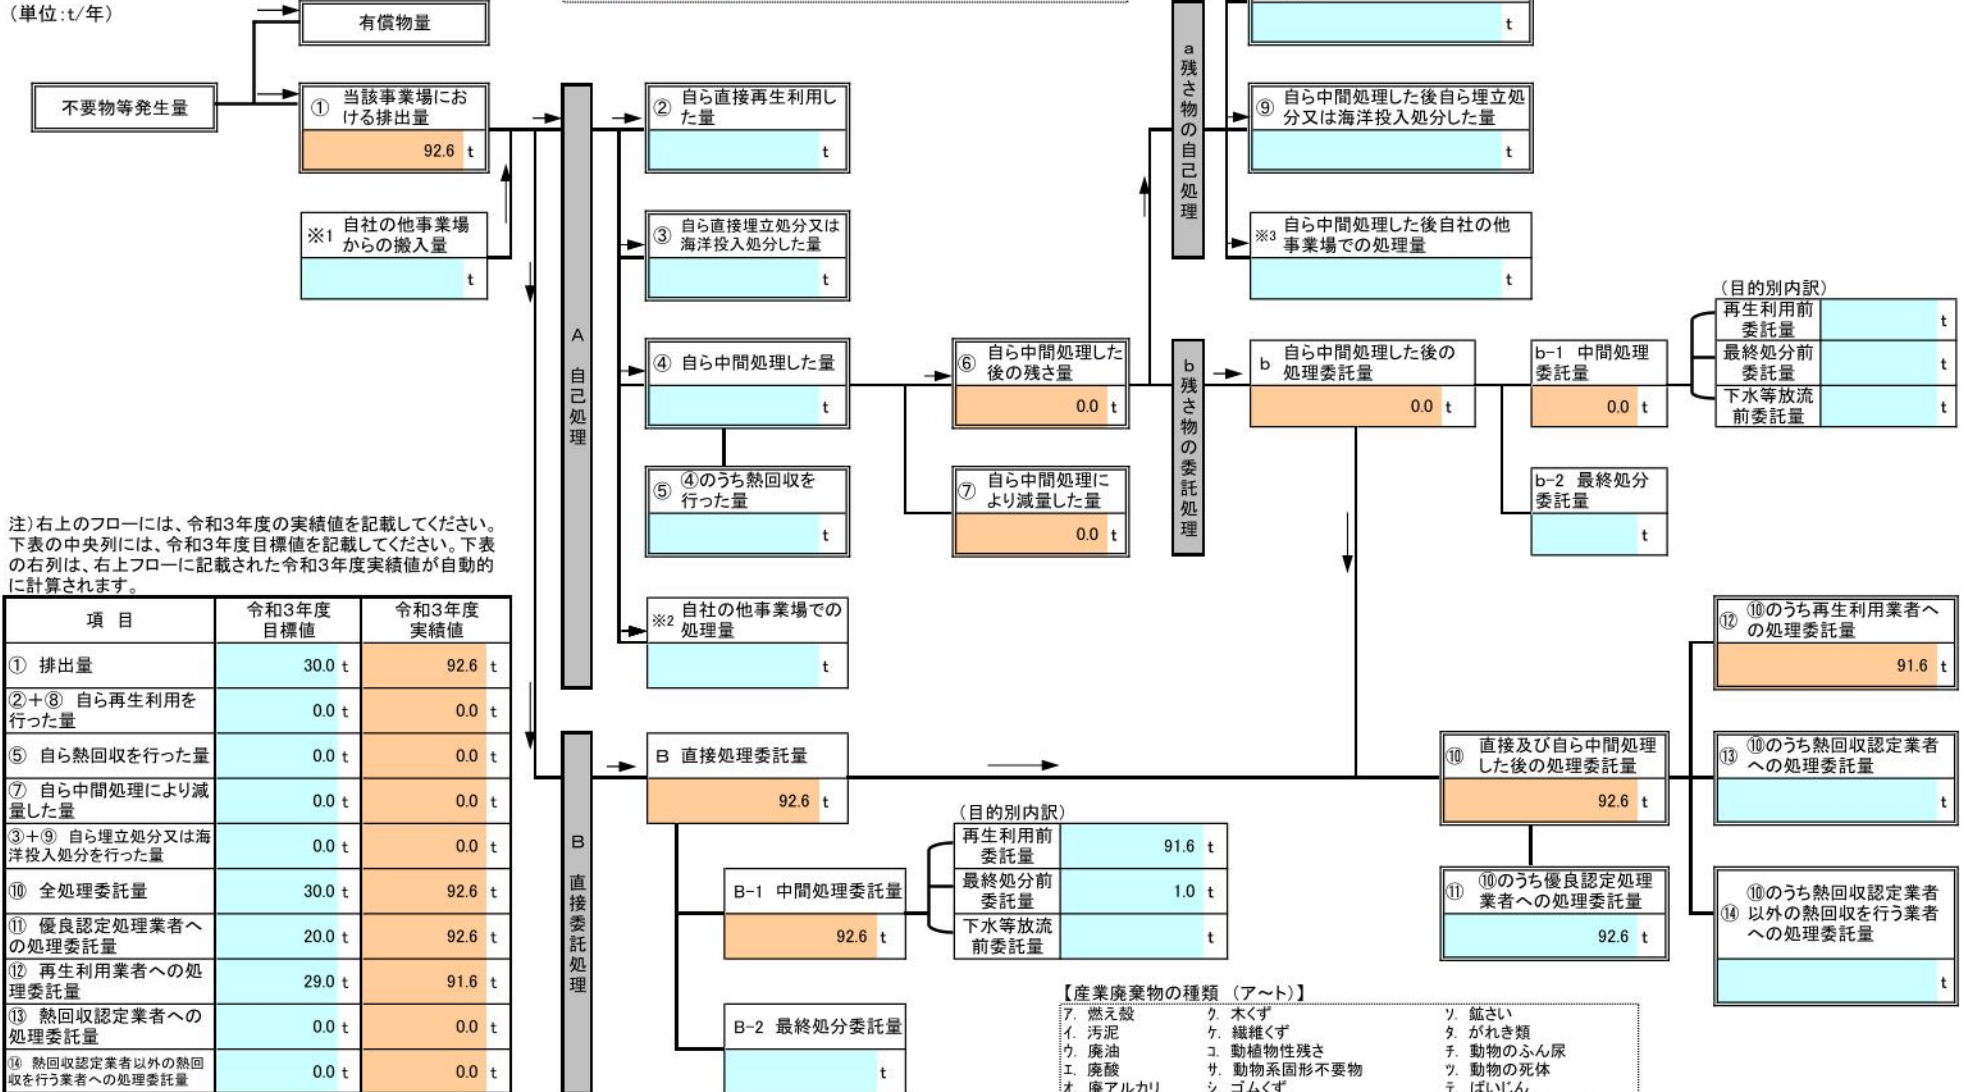 (単位:t/年)
有償物量
不要物等発生量
① 当該事業場にお
ける排出量
92.6 t
※1 自社の他事業場
からの搬入量
t
A 自己処理
② 自ら直接再生利用し
た量
t
③ 自ら直接埋立処分又は
海洋投入処分した量
t
④ 自ら中間処理した量
t
⑤ ④のうち熱回収を
行った量
t
※2 自社の他事業場での
処理量
t
⑥ 自ら中間処理した
後の残さ量
0.0 t
⑦ 自ら中間処理に
より減量した量
0.0 t
a 残さ物の自己処理
t
⑨ 自ら中間処理した後自ら埋立処
分又は海洋投入処分した量
t
※3 自ら中間処理した後自社の他
事業場での処理量
t
b 残さ物の委託処理
b 自ら中間処理した後の
処理委託量
0.0 t
b-1 中間処理
委託量
0.0 t
(目的別内訳)
再生利用前
委託量
t
最終処分前
委託量
t
下水等放流
前委託量
t
b-2 最終処分
委託量
t
注)右上のフローには、令和3年度の実績値を記載してください。
下表の中央列には、令和3年度目標値を記載してください。下表
の右列は、右上フローに記載された令和3年度実績値が自動的
に計算されます。
項 目 令和3年度 目標値 令和3年度 実績値
① 排出量 30.0 t 92.6 t
②+⑧ 自ら再生利用を
行った量 0.0 t 0.0 t
⑤ 自ら熱回収を行った量 0.0 t 0.0 t
⑦ 自ら中間処理により減
量した量 0.0 t 0.0 t
③+⑨ 自ら埋立処分又は海
洋投入処分を行った量 0.0 t 0.0 t
⑩ 全処理委託量 30.0 t 92.6 t
⑪ 優良認定処理業者へ
の処理委託量 20.0 t 92.6 t
⑫ 再生利用業者への処
理委託量 29.0 t 91.6 t
⑬ 熱回収認定業者への
処理委託量 0.0 t 0.0 t
⑭ 熱回収認定業者以外の熱回
収を行う業者への処理委託量 0.0 t 0.0 t
B 直接委託処理
B 直接処理委託量
92.6 t
B-1 中間処理委託量
92.6 t
(目的別内訳)
再生利用前
委託量
91.6 t
最終処分前
委託量
1.0 t
下水等放流
前委託量
t
B-2 最終処分委託量
t
⑩ 直接及び自ら中間処理
した後の処理委託量
92.6 t
⑪ ⑩のうち優良認定処理
業者への処理委託量
92.6 t
⑫ ⑩のうち再生利用業者へ
の処理委託量
91.6 t
⑬ ⑩のうち熱回収認定業者
への処理委託量
t
⑭ ⑩のうち熱回収認定業者
以外の熱回収を行う業者
への処理委託量
t
【産業廃棄物の種類 (ア~ト)】
ア. 燃え殻 ク. 木くず ソ. 鉱さい
イ. 汚泥 ケ. 繊維くず タ. がれき類
ウ. 廃油 コ. 動植物性残さ チ. 動物のふん尿
エ. 廃酸 サ. 動物系固形不要物 ツ. 動物の死体
オ. 廃アルカリ シ. ゴムくず テ. ばいじん